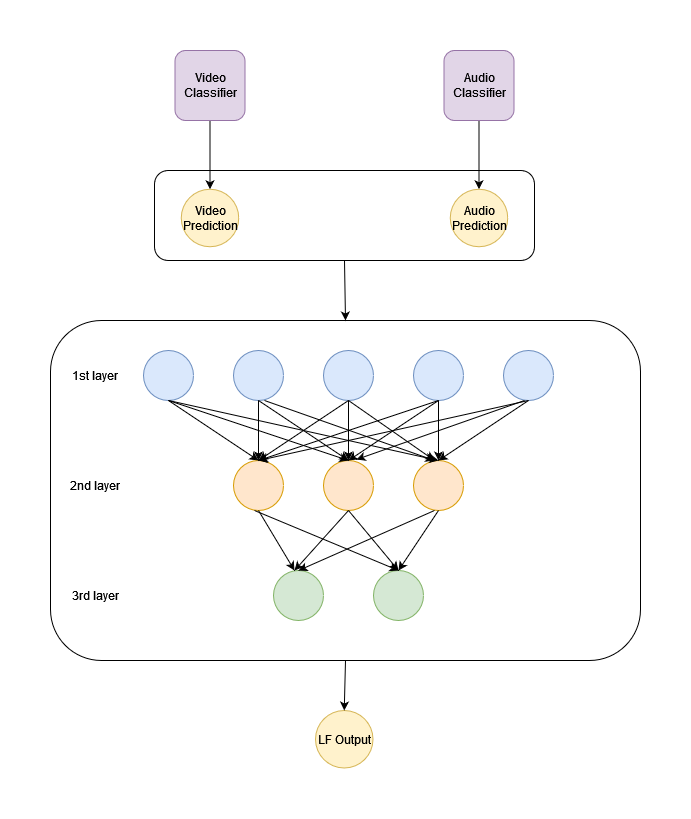 Video
Classifier
Audio
Classifier
Video
Prediction
Audio
Prediction
1st layer
2nd layer
3rd layer
LF Output